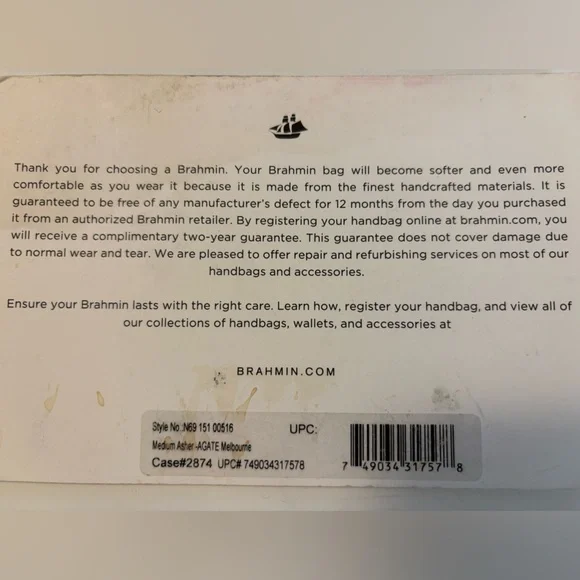 Thank you for choosing a Brahmin. Your Brahmin bag will become softer and even more
comfortable as you wear it because it is made from the finest handcrafted materials. It is
guaranteed to be free of any manufacturer's defect for 12 months from the day you purchased
it from an authorized Brahmin retailer. By registering your handbag online at brahmin.com, you
will receive a complimentary two-year guarantee. This guarantee does not cover damage due
to normal wear and tear. We are pleased to offer repair and refurbishing services on most of our
handbags and accessories.
Ensure your Brahmin lasts with the right care. Learn how, register your handbag, and view all of
our collections of handbags, wallets, and accessories at
BRAHMIN.COM
Style No :N69 151 00516 UPC:
Medium Asher -AGATE Melbourne
Case#2874 UPC# 749034317578
7 49034 31757 8